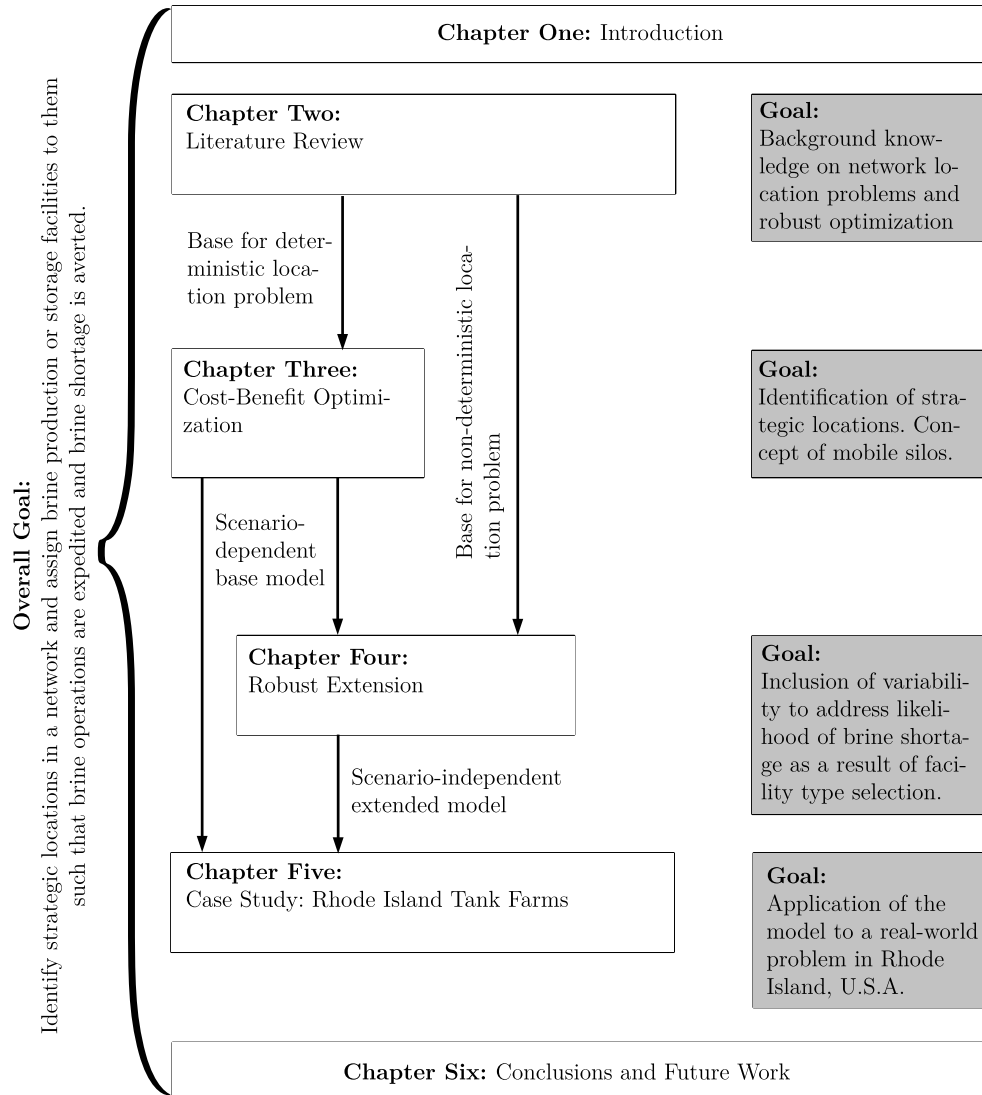 Overall Goal:
Identify strategic locations in a network and assign brine production or storage facilities to them
such that brine operations are expedited and brine shortage is averted.
Chapter One: Introduction
Chapter Two:
Literature Review
Goal:
Background know-
ledge on network lo-
cation problems and
robust optimization
Base for deter-
ministic loca-
tion problem
Base for non-deterministic loca-
tion problem
Chapter Three:
Cost-Benefit Optimi-
zation
Goal:
Identification of stra-
tegic locations. Con-
cept of mobile silos.
Scenario-
dependent
base model
Chapter Four:
Robust Extension
Goal:
Inclusion of variabili-
ty to address likeli-
hood of brine shorta-
ge as a result of faci-
lity type selection.
Scenario-independent
extended model
Chapter Five:
Case Study: Rhode Island Tank Farms
Goal:
Application of the
model to a real-world
problem in Rhode
Island, U.S.A.
Chapter Six: Conclusions and Future Work